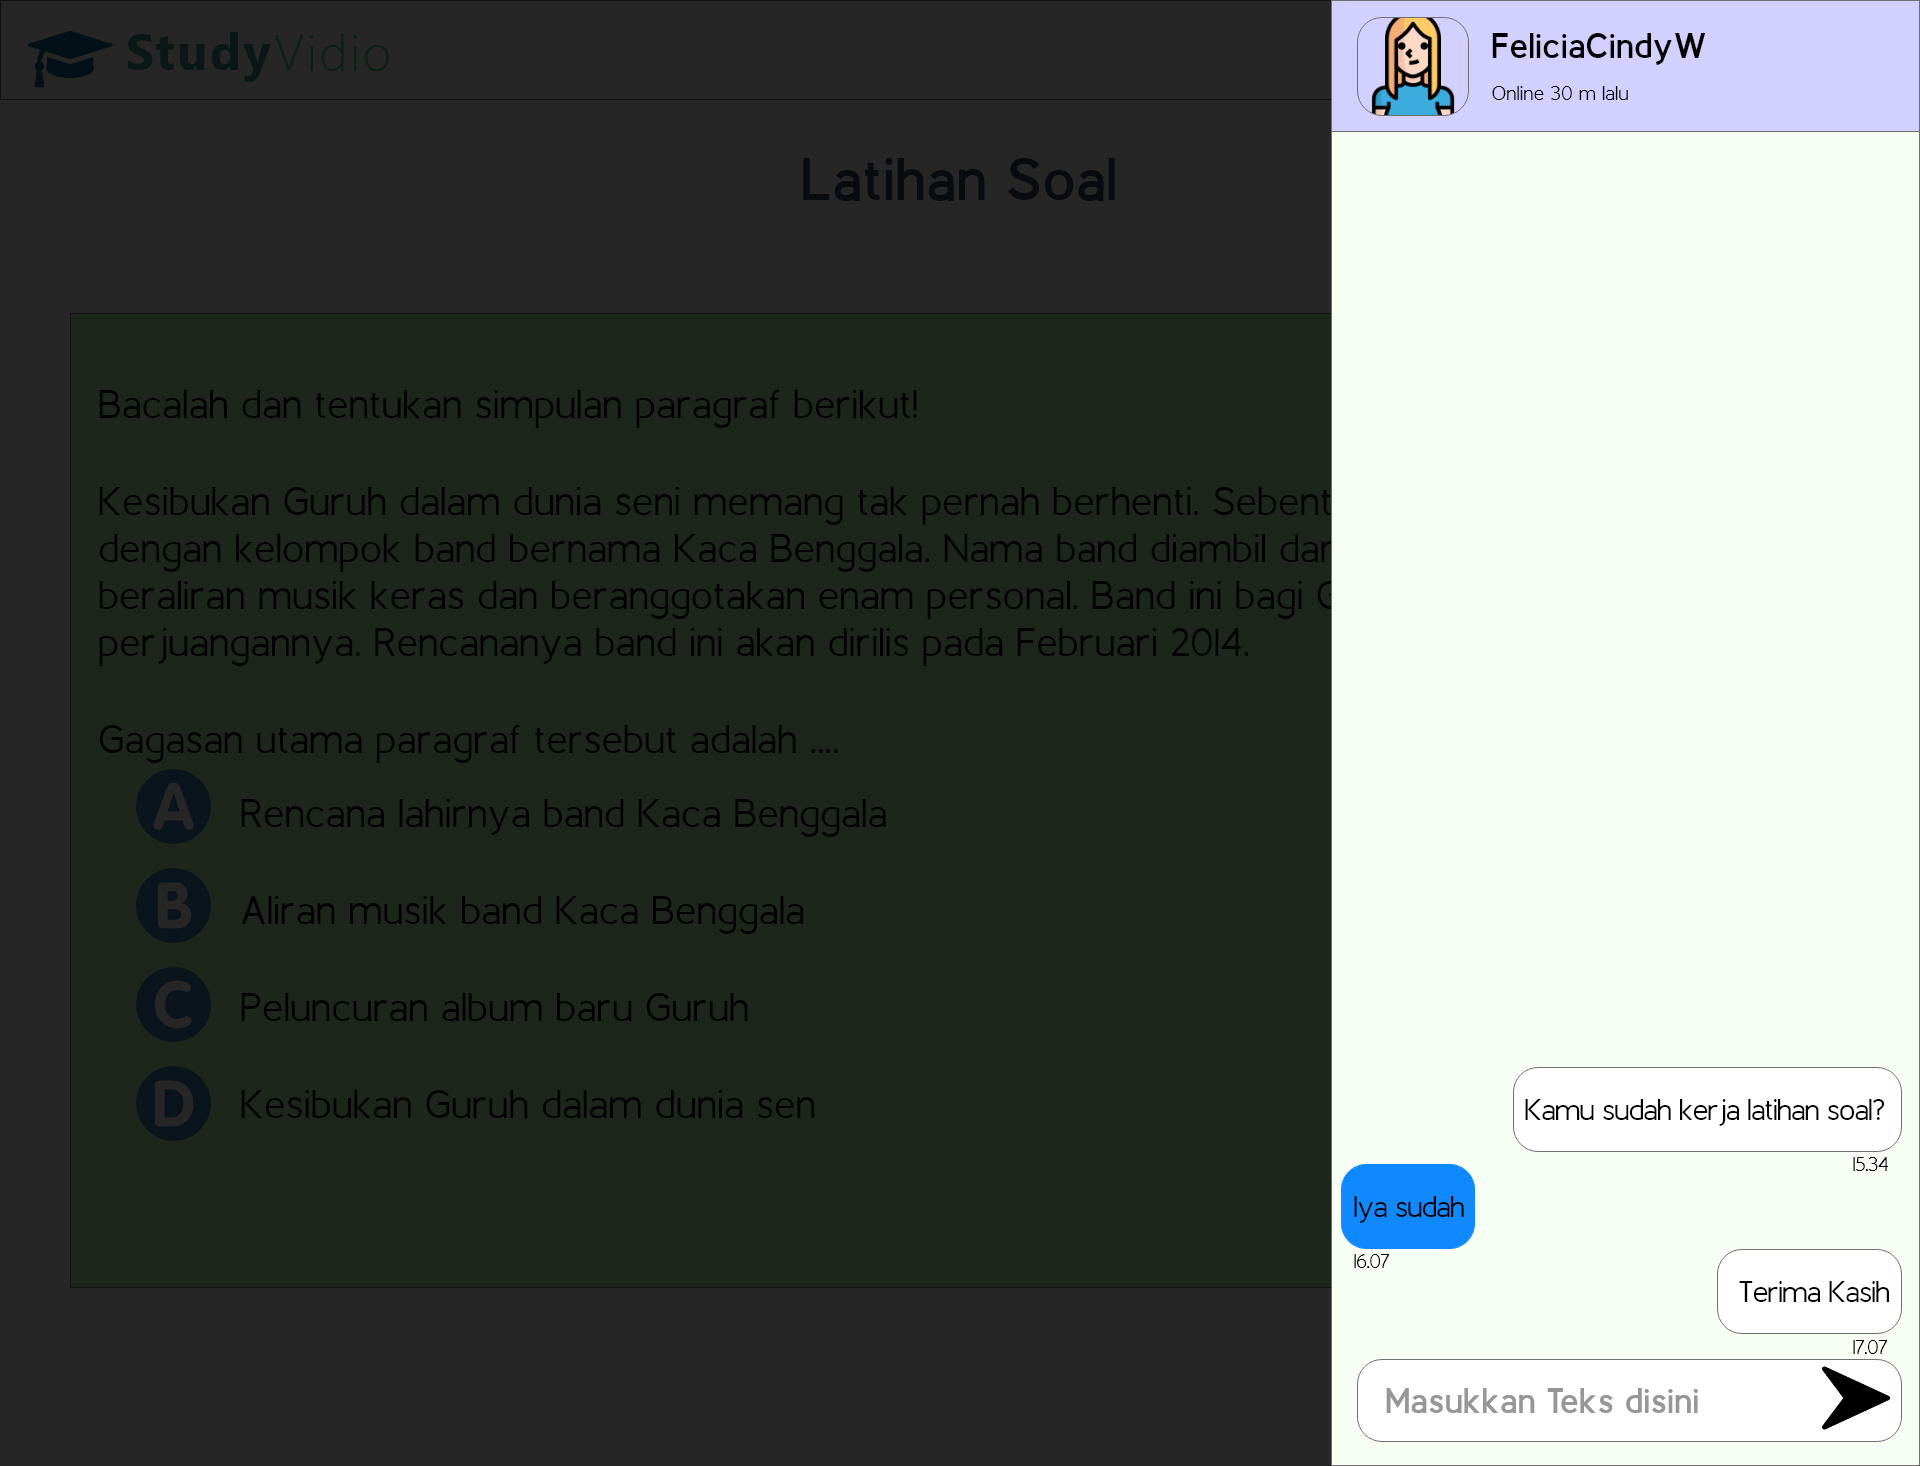 StudyVidio
Latihan Soal
Bacalah dan tentukan simpulan paragraf berikut!
Kesibukan Guruh dalam dunia seni memang tak pernah berhenti. Sebent
dengan kelompok band bernama Kaca Benggala. Nama band diambil dar
beraliran musik keras dan beranggotakan enam personal. Band ini bagi G
perjuangannya. Rencananya band ini akan dirilis pada Februari 2014.
Gagasan utama paragraf tersebut adalah ....
A Rencana lahirnya band Kaca Benggala
B Aliran musik band Kaca Benggala
C Peluncuran album baru Guruh
D Kesibukan Guruh dalam dunia sen
FeliciaCindyW
Online 30 m lalu
Kamu sudah kerja latihan soal?
15.34
Iya sudah
16.07
Terima Kasih
17.07
Masukkan Teks disini